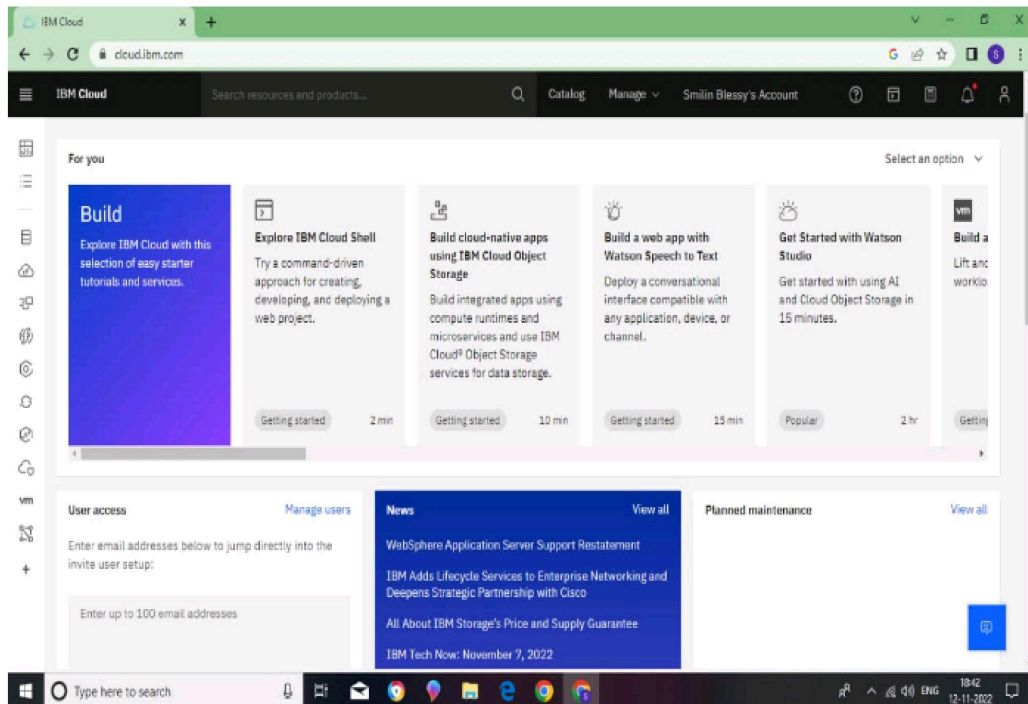 IBM Cloud
cloud.ibm.com
G
S
IBM Cloud
Search resources and products...
Catalog
Manage
Smilin Blessy's Account
For you
Select an option
Build
Explore IBM Cloud with this
selection of easy starter
tutorials and services.
Explore IBM Cloud Shell
Try a command-driven
approach for creating,
developing, and deploying a
web project.
Getting started
2 min
Build cloud-native apps
using IBM Cloud Object
Storage
Build integrated apps using
compute runtimes and
microservices and use IBM
Cloud® Object Storage
services for data storage.
Getting started
10 min
Build a web app with
Watson Speech to Text
Deploy a conversational
interface compatible with
any application, device, or
channel.
Getting started
15 min
Get Started with Watson
Studio
Get started with using AI
and Cloud Object Storage in
15 minutes.
Popular
2 hr
vm
Build a
Lift and
worklo
Getting
vm
User access
Manage users
Enter email addresses below to jump directly into the
invite user setup:
Enter up to 100 email addresses
News
View all
WebSphere Application Server Support Restatement
IBM Adds Lifecycle Services to Enterprise Networking and
Deepens Strategic Partnership with Cisco
All About IBM Storage's Price and Supply Guarantee
IBM Tech Now: November 7, 2022
Planned maintenance
View all
Type here to search
ENG
18:42
12-11-2022